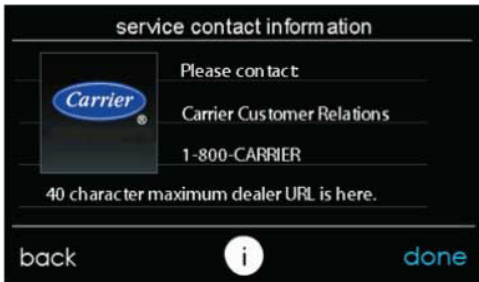 service contact information
Please contact
Carrier
®
Carrier Customer Relations
1-800-CARRIER
40 character maximum dealer URL is here.
back
i
done